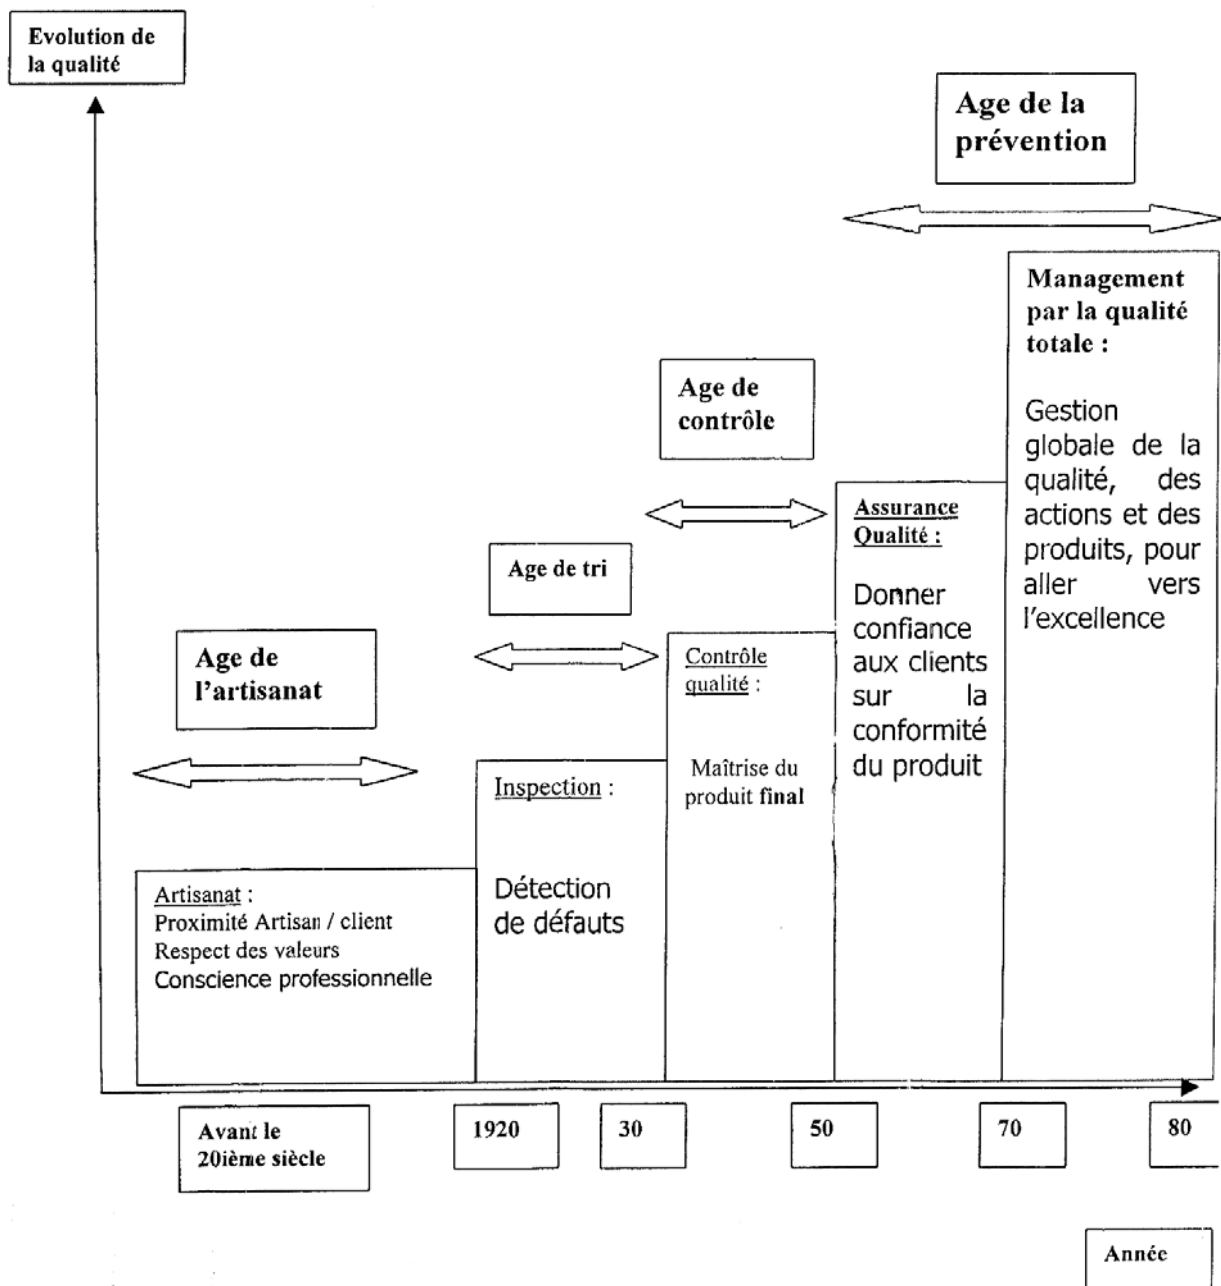 Evolution de
la qualité
Age de la
prévention
Management
par la qualité
totale :
Gestion
globale de la
qualité, des
actions et des
produits, pour
aller vers
l'excellence
Age de
contrôle
Assurance
Qualité :
Donner
confiance
aux clients
sur la
conformité
du produit
Age de tri
Contrôle
qualité :
Maîtrise du
produit final
Age de
l'artisanat
Inspection :
Détection
de défauts
Artisanat :
Proximité Artisan / client
Respect des valeurs
Conscience professionnelle
Avant le
20ième siècle
1920
30
50
70
80
Année